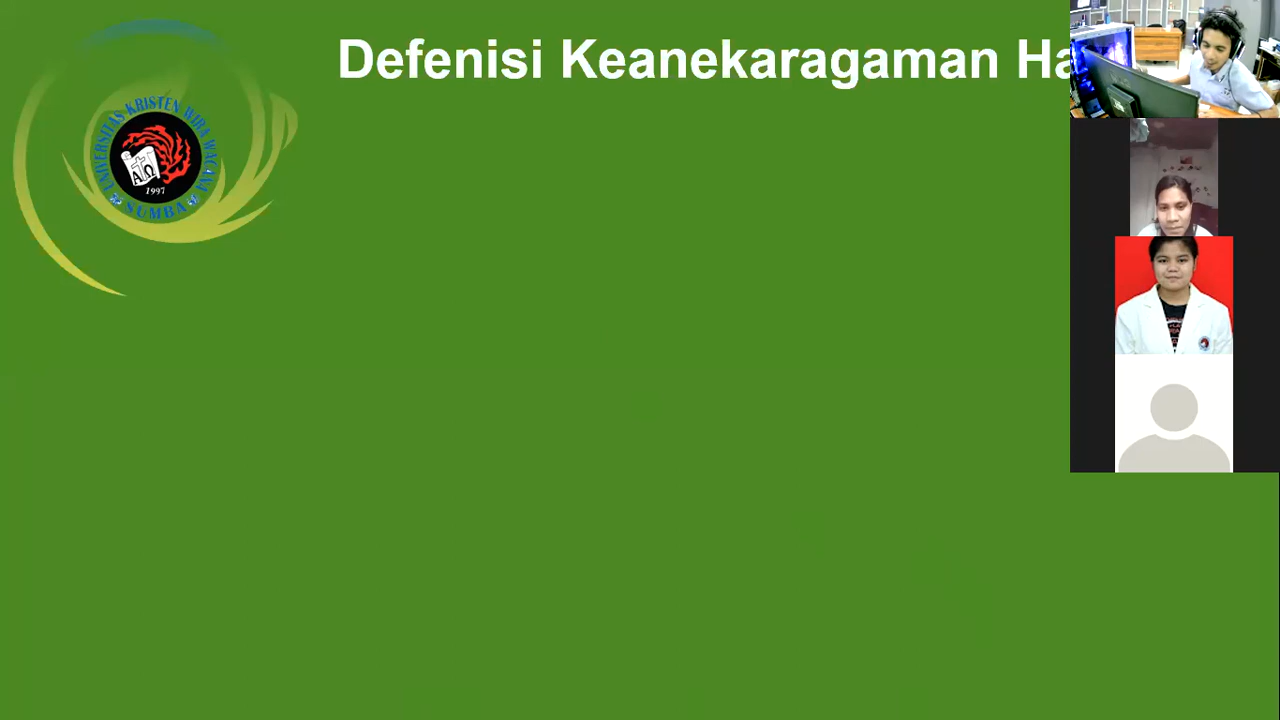 Defenisi Keanekaragaman Ha
UNIVERSITAS KRISTEN WIRA WACANA
Α Ω
1997
SUMBA